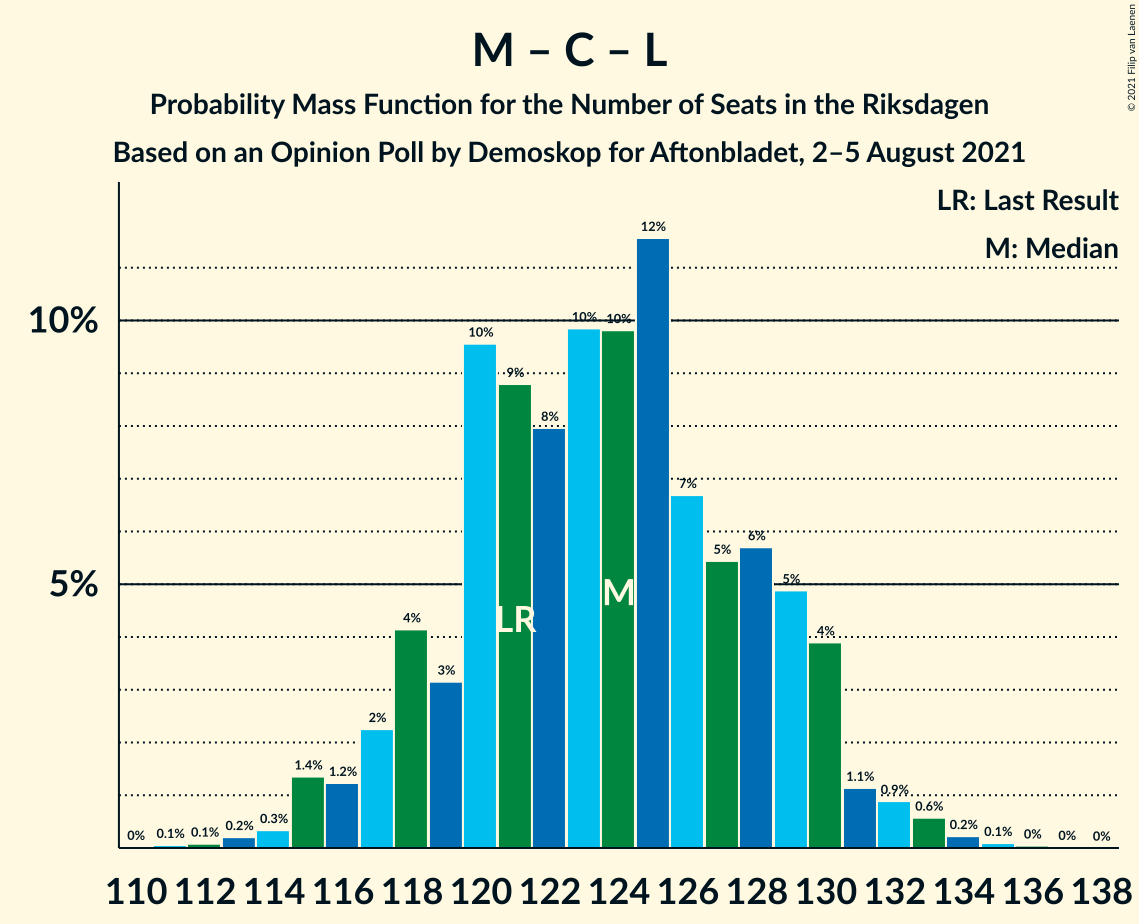 © 2021 Filip van Laenen
M – C – L
Probability Mass Function for the Number of Seats in the Riksdagen
Based on an Opinion Poll by Demoskop for Aftonbladet, 2–5 August 2021
LR: Last Result
M: Median
10%
5%
0% 0.1% 0.1% 0.2% 0.3% 1.4% 1.2% 2% 4% 3% 10% 9% 8% 10% 10% 12% 7% 5% 6% 5% 4% 1.1% 0.9% 0.6% 0.2% 0.1% 0% 0% 0%
LR
M
110 112 114 116 118 120 122 124 126 128 130 132 134 136 138